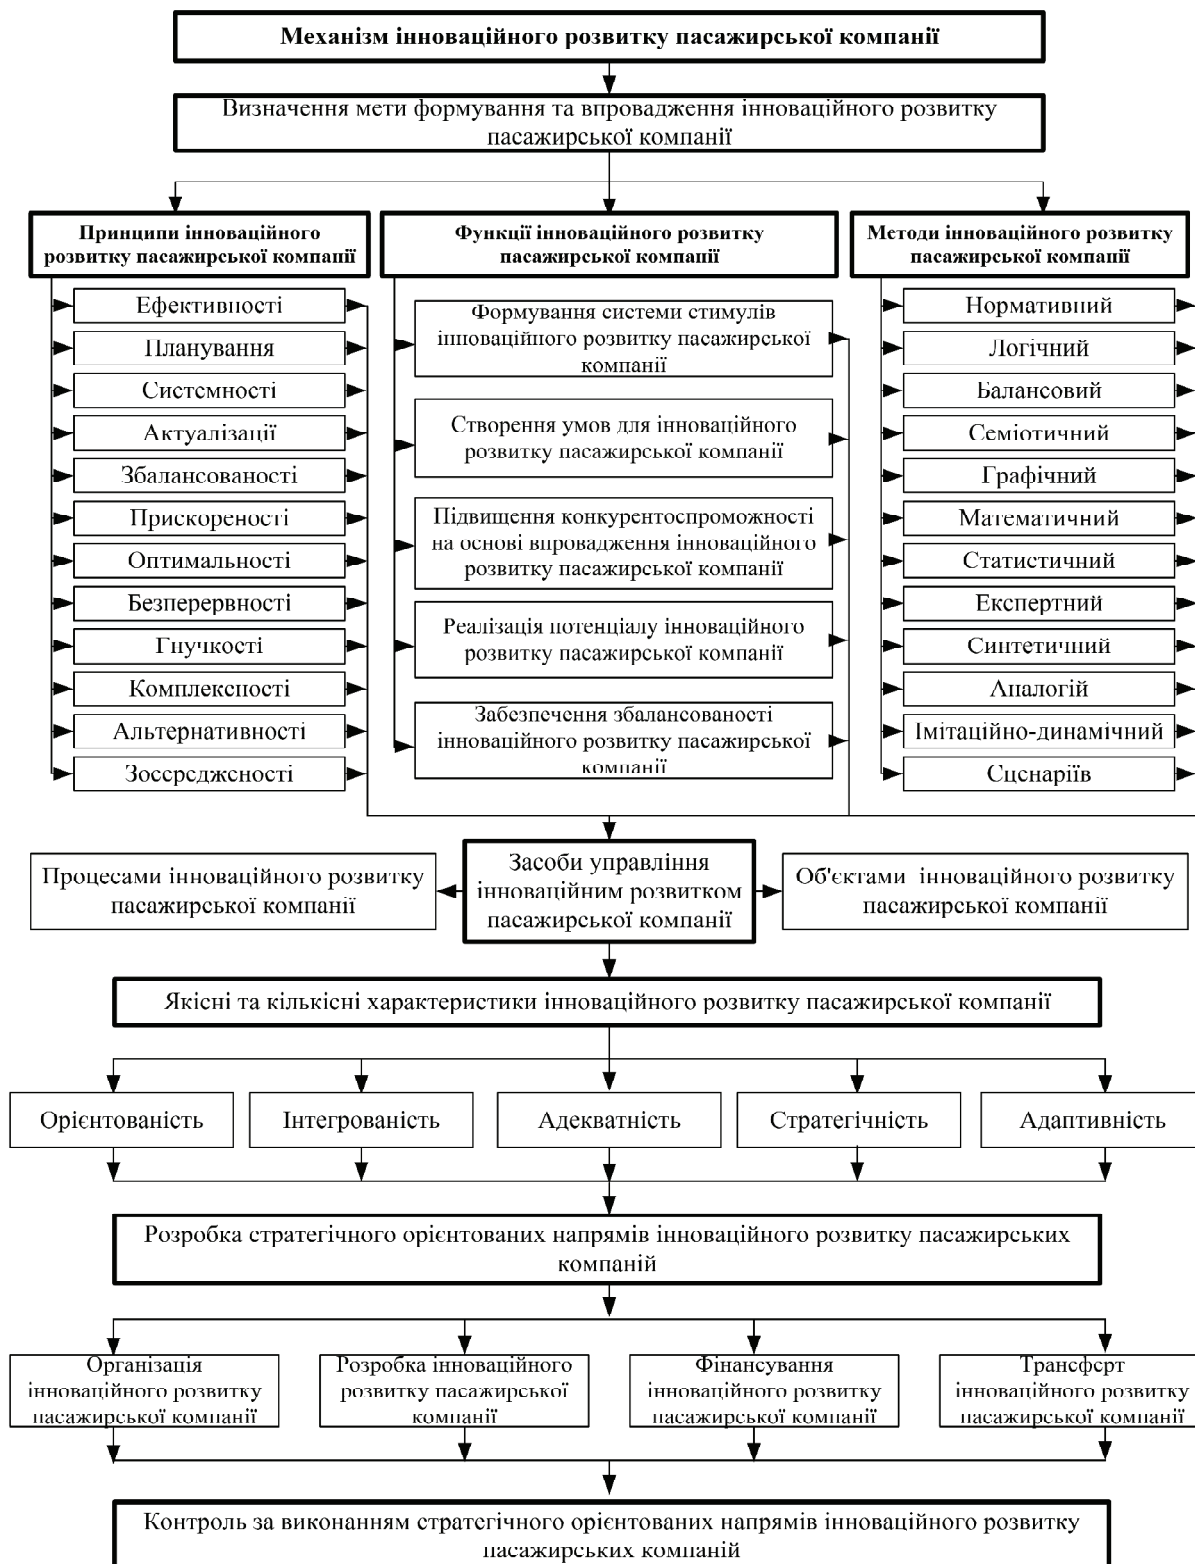 Механізм інноваційного розвитку пасажирської компанії
Визначення мети формування та впровадження інноваційного розвитку
пасажирської компанії
Принципи інноваційного
розвитку пасажирської компанії
Ефективності
Планування
Системності
Актуалізації
Збалансованості
Прискореності
Оптимальності
Безперервності
Гнучкості
Комплексності
Альтернативності
Зосередженості
Функції інноваційного розвитку
пасажирської компанії
Формування системи стимулів
інноваційного розвитку пасажирської
компанії
Створення умов для інноваційного
розвитку пасажирської компанії
Підвищення конкурентоспроможності
на основі впровадження інноваційного
розвитку пасажирської компанії
Реалізація потенціалу інноваційного
розвитку пасажирської компанії
Забезпечення збалансованості
інноваційного розвитку пасажирської
компанії
Методи інноваційного розвитку
пасажирської компанії
Нормативний
Логічний
Балансовий
Семіотичний
Графічний
Математичний
Статистичний
Експертний
Синтетичний
Аналогій
Імітаційно-динамічний
Сценаріїв
Процесами інноваційного розвитку
пасажирської компанії
Засоби управління
інноваційним розвитком
пасажирської компанії
Об'єктами інноваційного розвитку
пасажирської компанії
Якісні та кількісні характеристики інноваційного розвитку пасажирської компанії
Орієнтованість
Інтегрованість
Адекватність
Стратегічність
Адаптивність
Розробка стратегічного орієнтованих напрямів інноваційного розвитку пасажирських
компаній
Організація
інноваційного розвитку
пасажирської компанії
Розробка інноваційного
розвитку пасажирської
компанії
Фінансування
інноваційного розвитку
пасажирської компанії
Трансферт
інноваційного розвитку
пасажирської компанії
Контроль за виконанням стратегічного орієнтованих напрямів інноваційного розвитку
пасажирських компаній